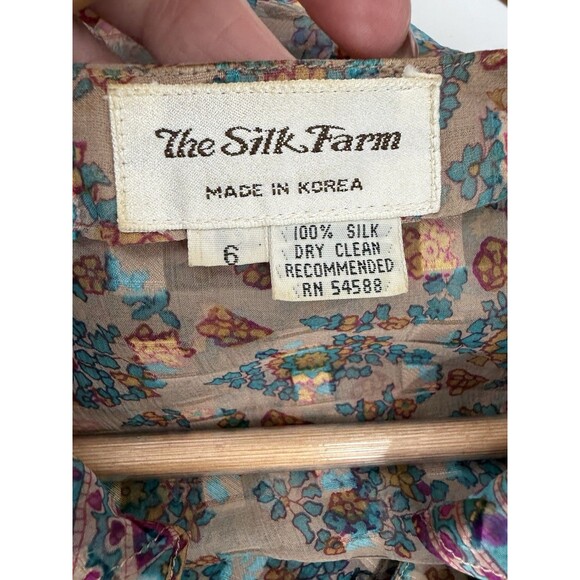 The Silk Farm
MADE IN KOREA
6
100% SILK
DRY CLEAN
RECOMMENDED
RN 54588